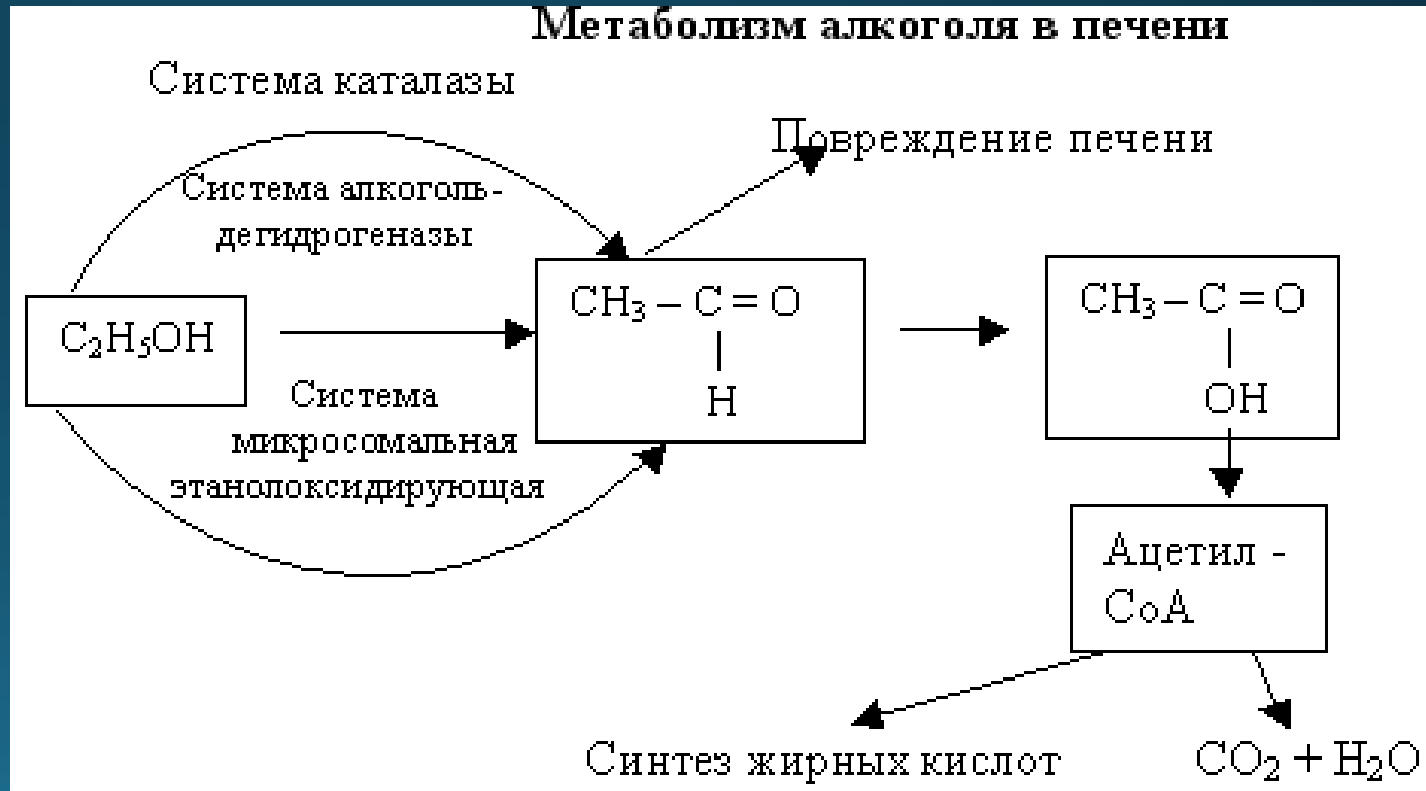 Метаболизм алкоголя в печени
Система каталазы
Повреждение печени
Система алкоголь-
дегидрогеназы
C₂H₅OH
CH₃ – C = O
|
H
CH₃ – C = O
|
OH
Система
микросомальная
этанолоксидирующая
Ацетил -
СоА
Синтез жирных кислот
CO₂ + H₂O